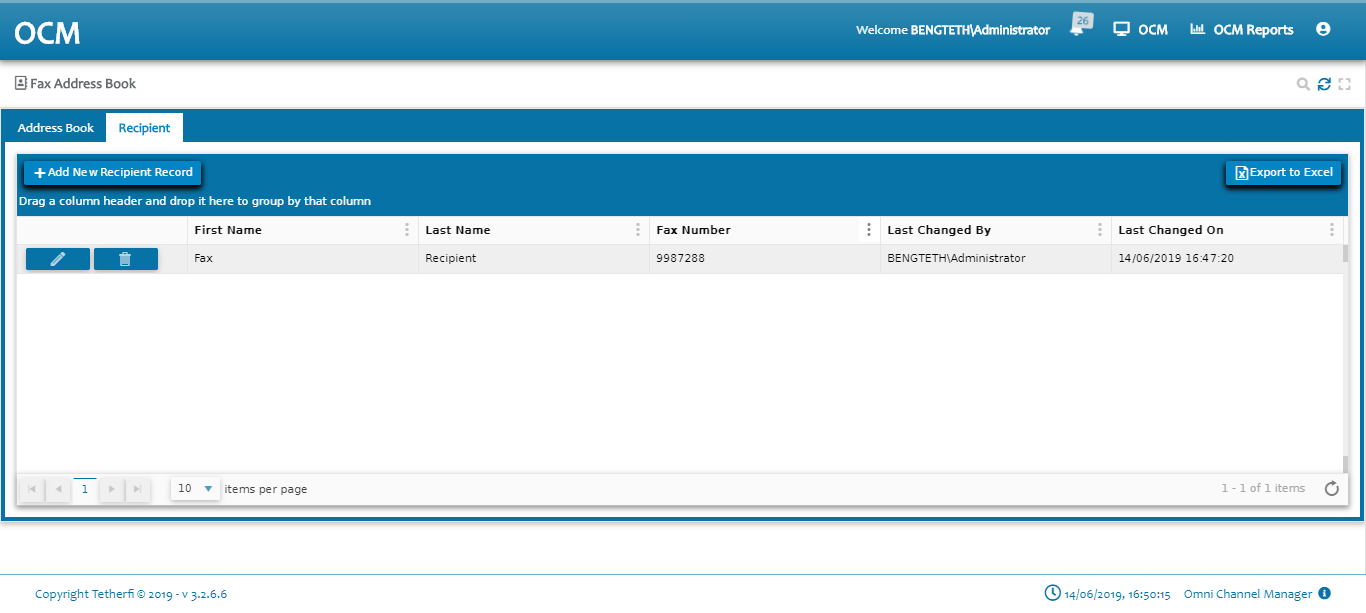 OCM
Welcome BENGTETH\Administrator
26
OCM
OCM Reports
Fax Address Book
Address Book
Recipient
Add New Recipient Record
Export to Excel
Drag a column header and drop it here to group by that column
First Name
Last Name
Fax Number
Last Changed By
Last Changed On
Fax
Recipient
9987288
BENGTETH\Administrator
14/06/2019 16:47:20
1
10
items per page
1 - 1 of 1 items
Copyright Tetherfi © 2019 - v 3.2.6.6
14/06/2019, 16:50:15
Omni Channel Manager